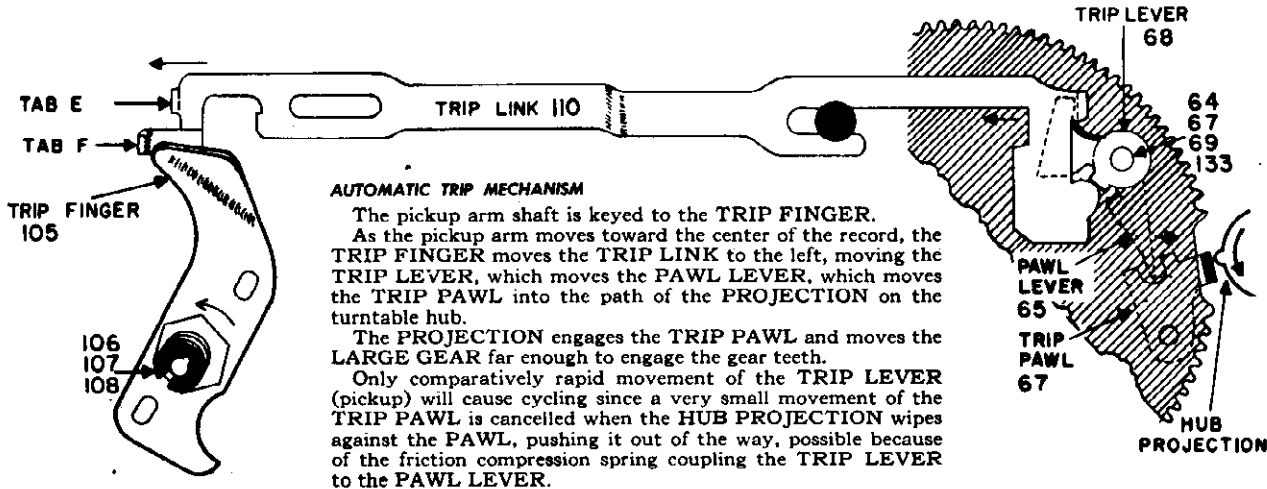 TRIP LEVER
68
TAB E
TRIP LINK 110
64
67
69
133
TAB F
TRIP FINGER
105
AUTOMATIC TRIP MECHANISM
The pickup arm shaft is keyed to the TRIP FINGER.
As the pickup arm moves toward the center of the record, the
TRIP FINGER moves the TRIP LINK to the left, moving the
TRIP LEVER, which moves the PAWL LEVER, which moves
the TRIP PAWL into the path of the PROJECTION on the
turntable hub.
The PROJECTION engages the TRIP PAWL and moves the
LARGE GEAR far enough to engage the gear teeth.
Only comparatively rapid movement of the TRIP LEVER
(pickup) will cause cycling since a very small movement of the
TRIP PAWL is cancelled when the HUB PROJECTION wipes
against the PAWL, pushing it out of the way, possible because
of the friction compression spring coupling the TRIP LEVER
to the PAWL LEVER.
106
107
108
PAWL
LEVER
65
TRIP
PAWL
67
HUB
PROJECTION